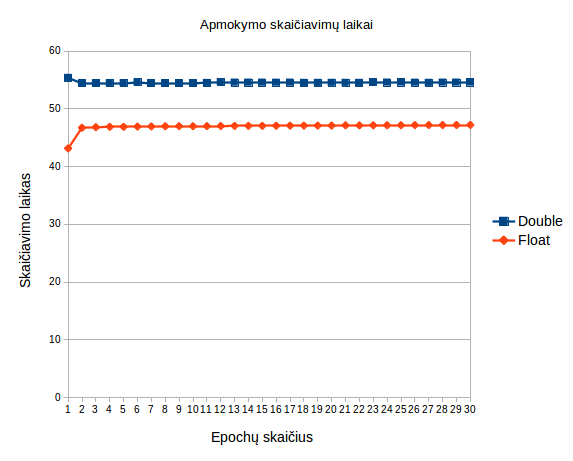 Apmokymo skaičiavimų laikai
60
50
40
30
20
10
0
Skaičiavimo laikas
1 2 3 4 5 6 7 8 9 10 11 12 13 14 15 16 17 18 19 20 21 22 23 24 25 26 27 28 29 30
Epochų skaičius
Double
Float